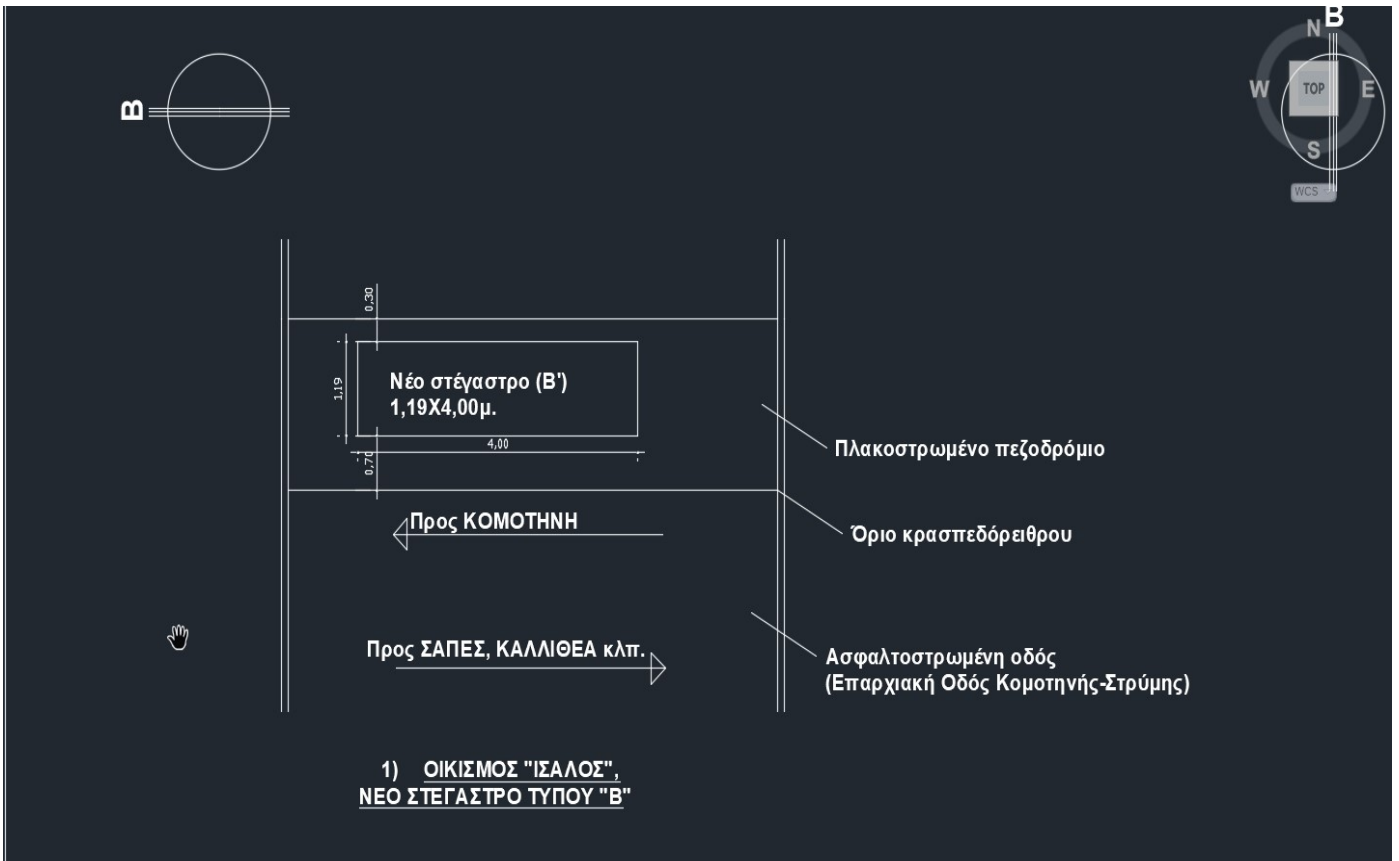 B
B
N
W
TOP
E
S
WCS
0,30
1,19
Νέο στέγαστρο (Β')
1,19Χ4,00μ.
4,00
0,70
Πλακοστρωμένο πεζοδρόμιο
Προς ΚΟΜΟΤΗΝΗ
Όριο κρασπεδόρειθρου
Προς ΣΑΠΕΣ, ΚΑΛΛΙΘΕΑ κλπ.
Ασφαλτοστρωμένη οδός
(Επαρχιακή Οδός Κομοτηνής-Στρύμης)
1) ΟΙΚΙΣΜΟΣ "ΙΣΑΛΟΣ",
ΝΕΟ ΣΤΕΓΑΣΤΡΟ ΤΥΠΟΥ "Β"